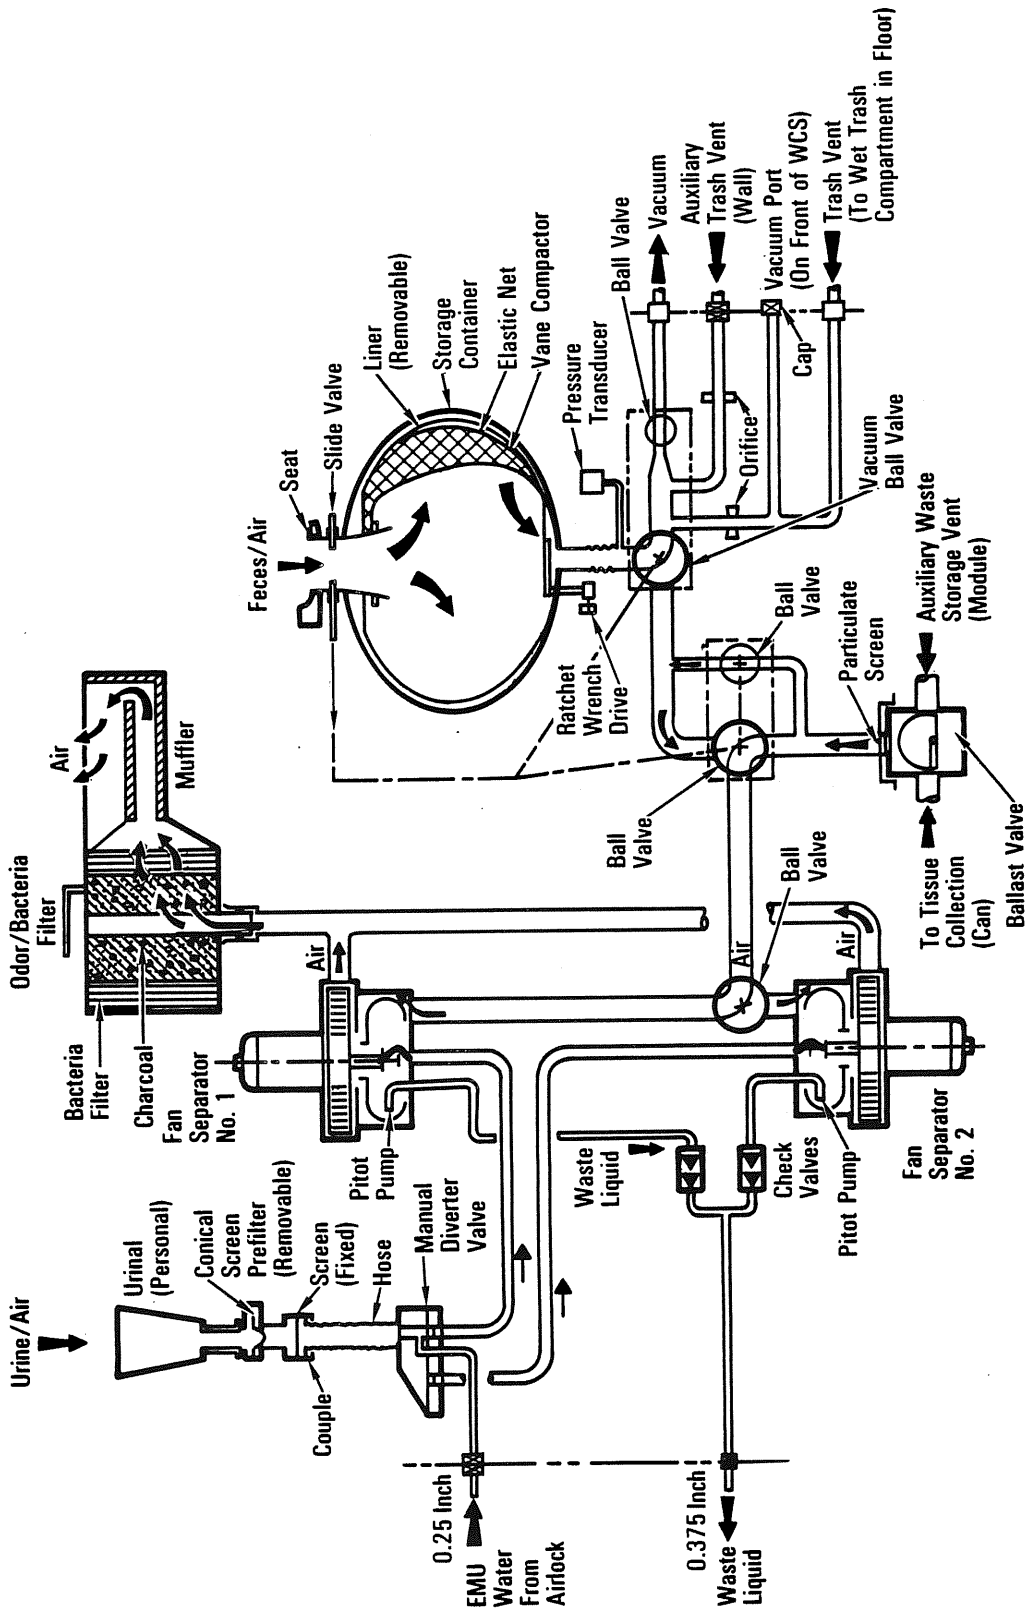 Urine/Air
Urinal
(Personal)
Conical
Screen
Prefilter
(Removable)
Screen
(Fixed)
Hose
Manual
Diverter
Valve
Couple
0.25 Inch
EMU
Water
From
Airlock
0.375 Inch
Waste
Liquid
Odor/Bacteria
Filter
Air
Muffler
Bacteria
Filter
Charcoal
Fan
Separator
No. 1
Air
Pitot
Pump
Waste
Liquid
Check
Valves
Pitot Pump
Fan
Separator
No. 2
Air
Air
Ball
Valve
Ball
Valve
Ball
Valve
Feces/Air
Seat
Slide Valve
Liner
(Removable)
Storage
Container
Elastic Net
Vane Compactor
Pressure
Transducer
Ratchet
Wrench
Drive
Ball Valve
Vacuum
Auxiliary
Trash Vent
(Wall)
Vacuum Port
(On Front of WCS)
Trash Vent
(To Wet Trash
Compartment in Floor)
Cap
Orifice
Vacuum
Ball Valve
Ball
Valve
Particulate
Screen
Auxiliary Waste
Storage Vent
(Module)
To Tissue
Collection
(Can)
Ballast Valve